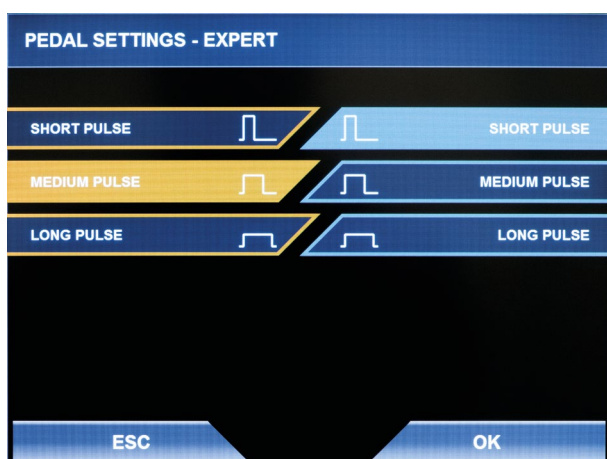 PEDAL SETTINGS - EXPERT
SHORT PULSE SHORT PULSE
MEDIUM PULSE MEDIUM PULSE
LONG PULSE LONG PULSE
ESC OK